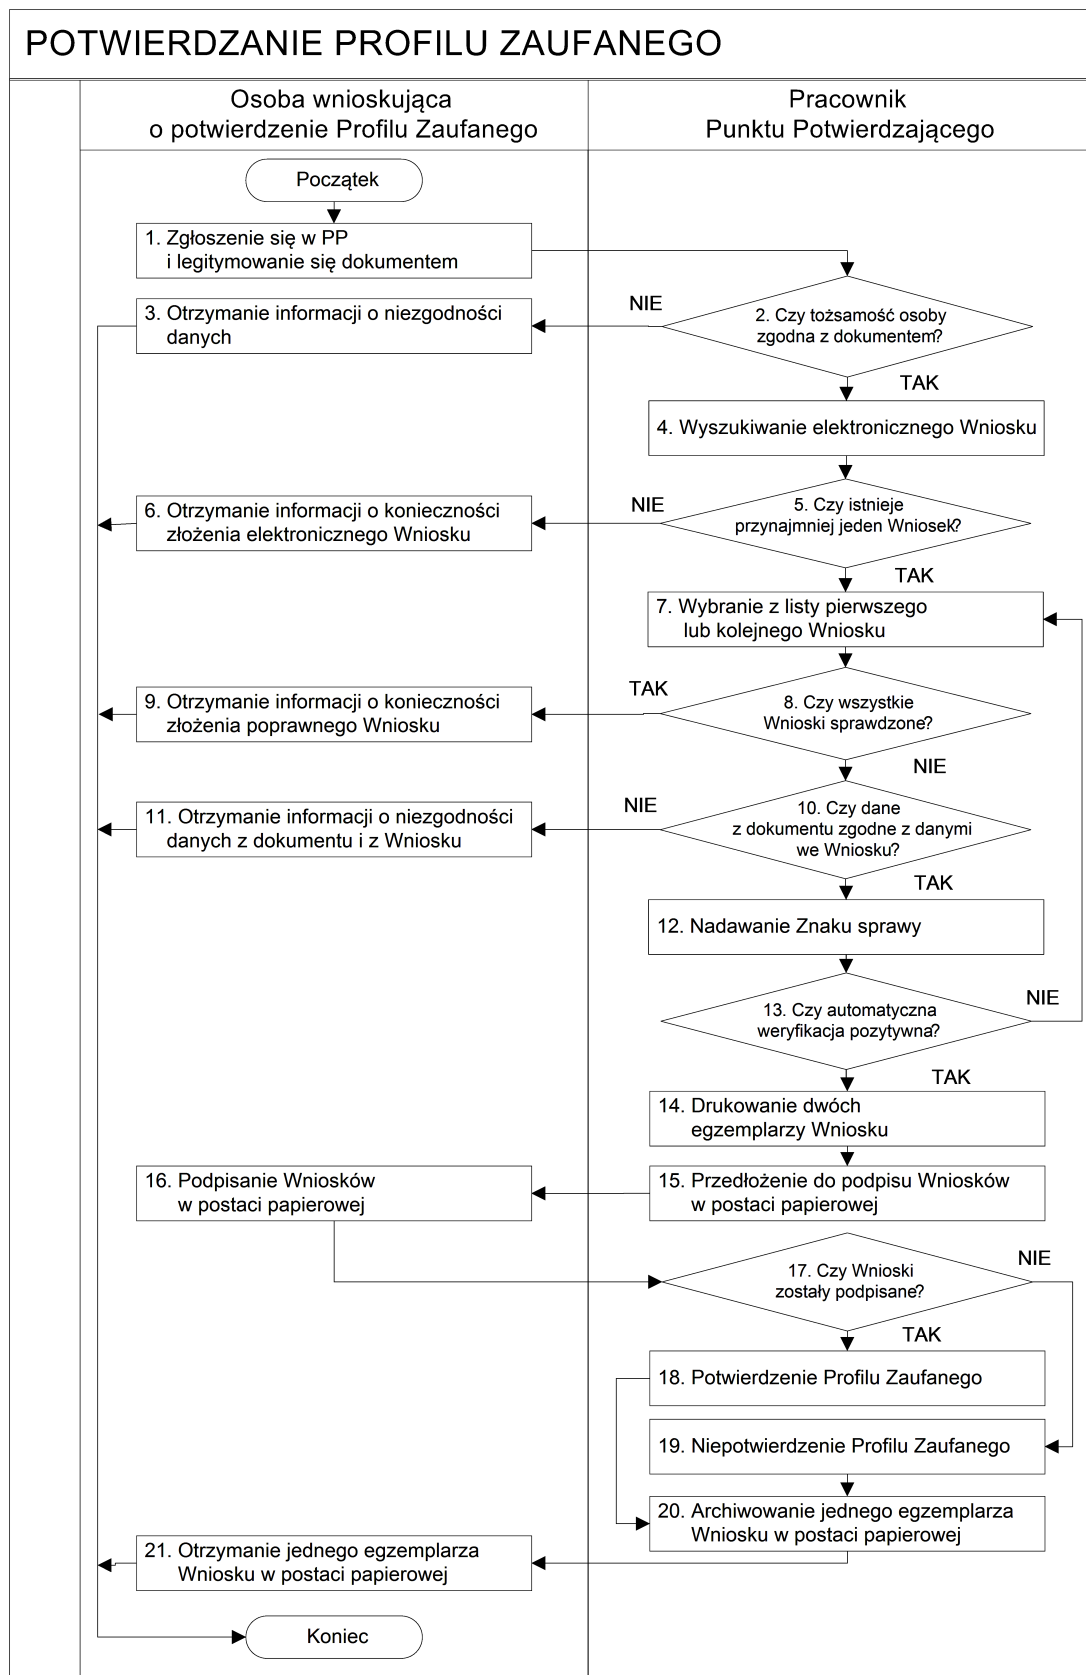 POTWIERDZANIE PROFILU ZAUFANEGO
Osoba wnioskująca
o potwierdzenie Profilu Zaufanego
Pracownik
Punktu Potwierdzającego
Początek
1. Zgłoszenie się w PP
i legitymowanie się dokumentem
2. Czy tożsamość osoby
zgodna z dokumentem?
NIE
TAK
3. Otrzymanie informacji o niezgodności
danych
4. Wyszukiwanie elektronicznego Wniosku
5. Czy istnieje
przynajmniej jeden Wniosek?
NIE
TAK
6. Otrzymanie informacji o konieczności
złożenia elektronicznego Wniosku
7. Wybranie z listy pierwszego
lub kolejnego Wniosku
8. Czy wszystkie
Wnioski sprawdzone?
TAK
NIE
9. Otrzymanie informacji o konieczności
złożenia poprawnego Wniosku
10. Czy dane
z dokumentu zgodne z danymi
we Wniosku?
NIE
TAK
11. Otrzymanie informacji o niezgodności
danych z dokumentu i z Wniosku
12. Nadawanie Znaku sprawy
13. Czy automatyczna
weryfikacja pozytywna?
NIE
TAK
14. Drukowanie dwóch
egzemplarzy Wniosku
15. Przedłożenie do podpisu Wniosków
w postaci papierowej
16. Podpisanie Wniosków
w postaci papierowej
17. Czy Wnioski
zostały podpisane?
NIE
TAK
18. Potwierdzenie Profilu Zaufanego
19. Niepotwierdzenie Profilu Zaufanego
20. Archiwowanie jednego egzemplarza
Wniosku w postaci papierowej
21. Otrzymanie jednego egzemplarza
Wniosku w postaci papierowej
Koniec